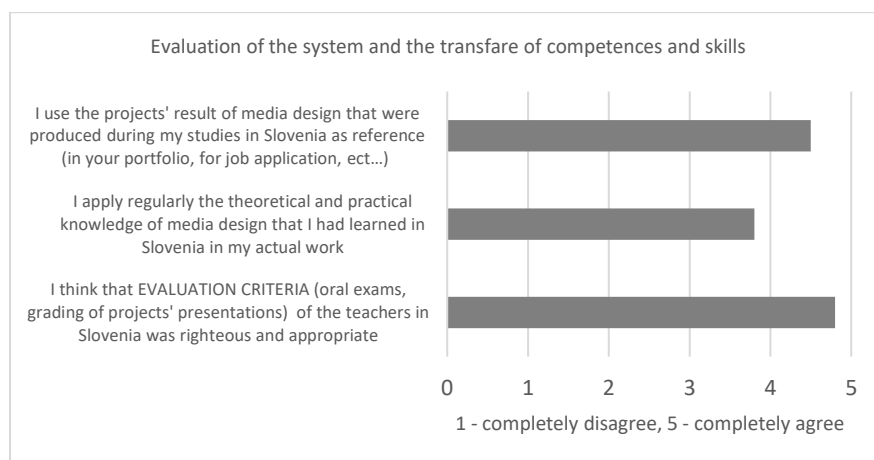 Evaluation of the system and the transfare of competences and skills
I use the projects' result of media design that were
produced during my studies in Slovenia as reference
(in your portfolio, for job application, ect...)
I apply regularly the theoretical and practical
knowledge of media design that I had learned in
Slovenia in my actual work
I think that EVALUATION CRITERIA (oral exams,
grading of projects' presentations) of the teachers in
Slovenia was righteous and appropriate
0 1 2 3 4 5
1 - completely disagree, 5 - completely agree